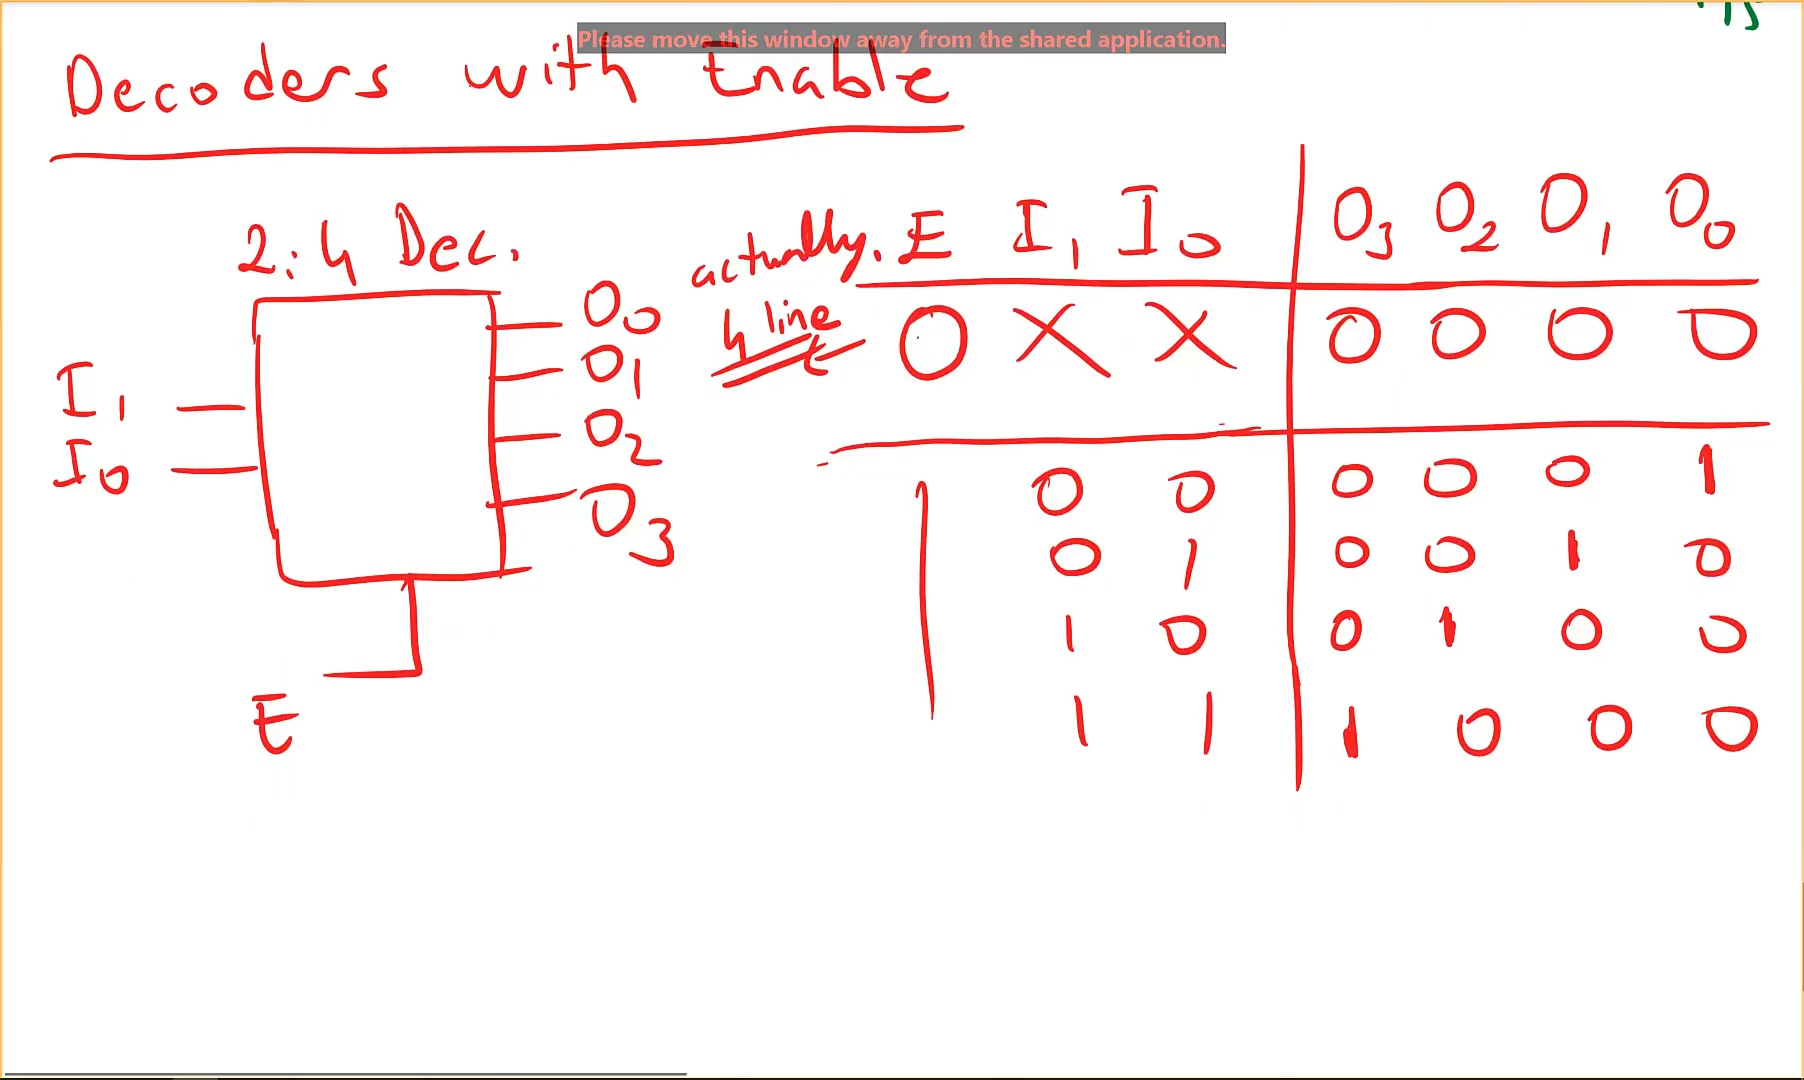 Please move this window away from the shared application.
Decoders with Enable
2:4 Dec.
I1
I0
O0
O1
O2
O3
E
actually.
4 line
E I1 I0 O3 O2 O1 O0
0 X X 0 0 0 0
1 0 0 0 0 0 1
0 1 0 0 1 0
1 0 0 1 0 0
1 1 1 0 0 0